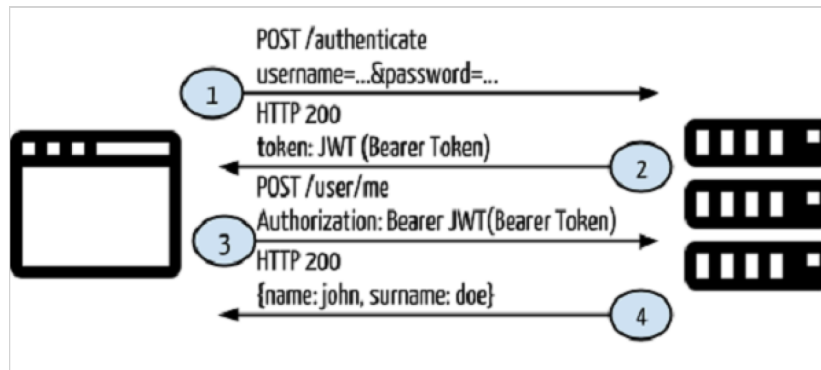 POST /authenticate
username=...&password=...
1
HTTP 200
token: JWT (Bearer Token)
2
POST /user/me
Authorization: Bearer JWT(Bearer Token)
3
HTTP 200
{name: john, surname: doe}
4